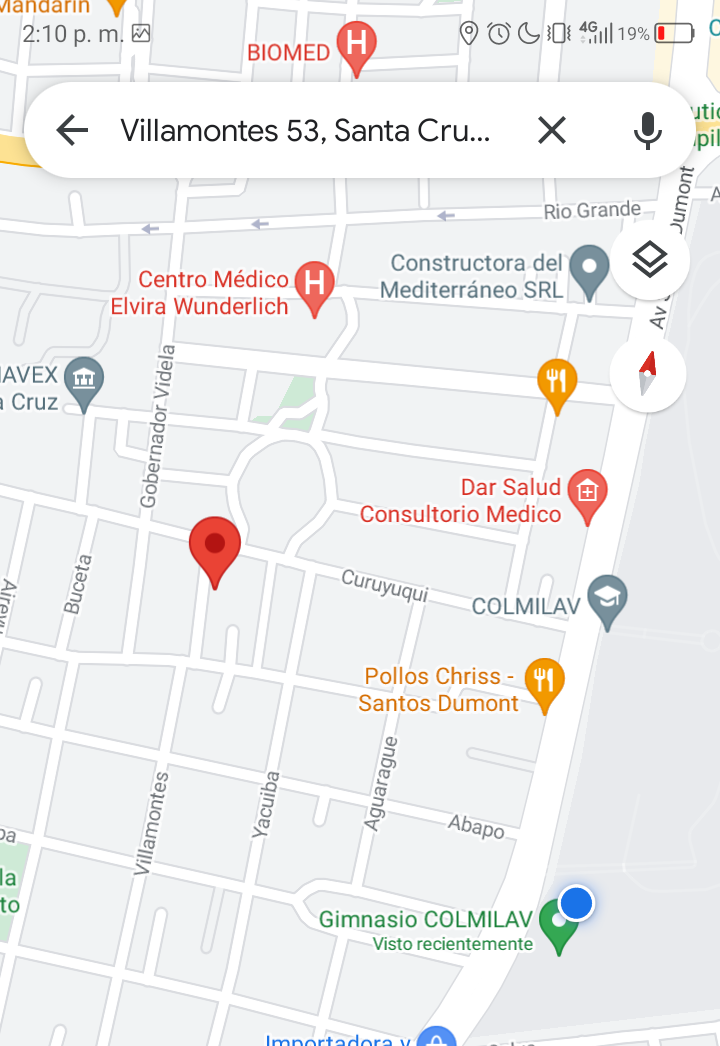 Mandarin
2:10 p. m.
4G
19%
BIOMED
Villamontes 53, Santa Cru...
Rio Grande
Dumont
Av
Constructora del
Mediterráneo SRL
Centro Médico
Elvira Wunderlich
Gobernador Videla
Dar Salud
Consultorio Medico
Curuyuqui
COLMILAV
Buceta
Pollos Chriss -
Santos Dumont
Villamontes
Yacuiba
Aguarague
Abapo
Gimnasio COLMILAV
Visto recientemente
Importadora y